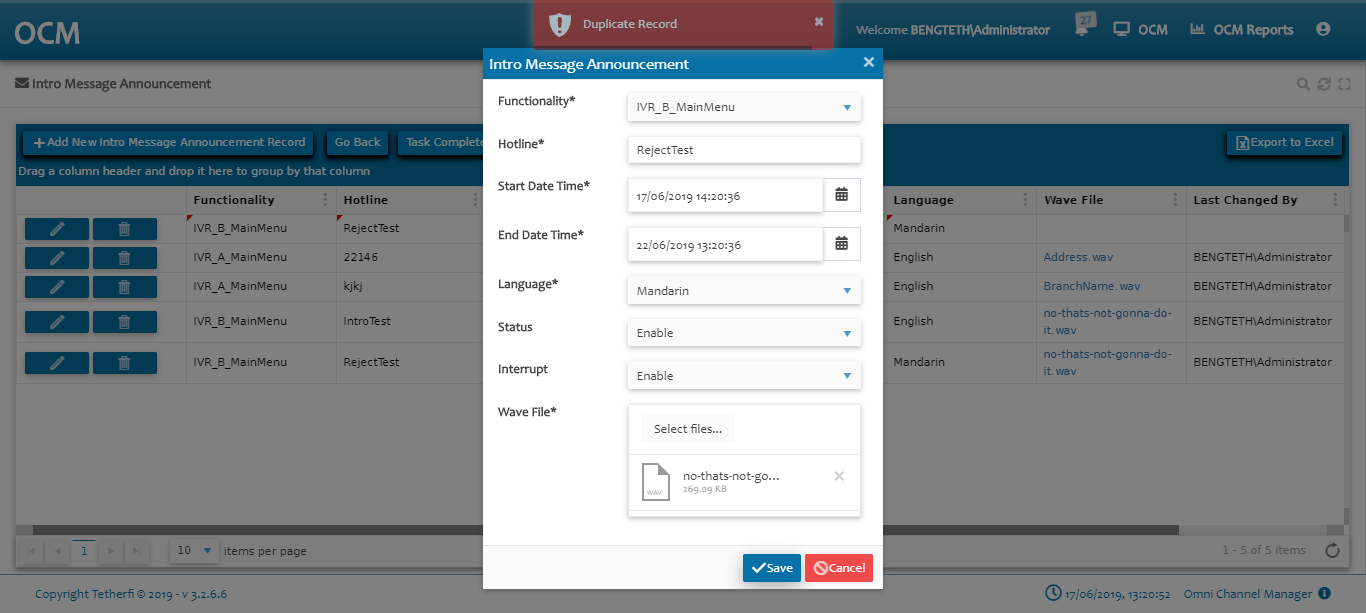 OCM
Duplicate Record
Welcome BENGTETH\Administrator
27
OCM
OCM Reports
Intro Message Announcement
Intro Message Announcement
Add New Intro Message Announcement Record
Go Back
Task Complete
Export to Excel
Drag a column header and drop it here to group by that column
Functionality Hotline Language Wave File Last Changed By
IVR_B_MainMenu RejectTest Mandarin
IVR_A_MainMenu 22146 English Address.wav BENGTETH\Administrator
IVR_A_MainMenu kjkj English BranchName.wav BENGTETH\Administrator
IVR_B_MainMenu IntroTest English no-thats-not-gonna-do-
it.wav BENGTETH\Administrator
IVR_B_MainMenu RejectTest Mandarin no-thats-not-gonna-do-
it.wav BENGTETH\Administrator
Functionality* IVR_B_MainMenu
Hotline* RejectTest
Start Date Time* 17/06/2019 14:20:36
End Date Time* 22/06/2019 13:20:36
Language* Mandarin
Status Enable
Interrupt Enable
Wave File*
Select files...
WAV
no-thats-not-go...
269.09 KB
Save
Cancel
1
10 items per page
1 - 5 of 5 items
Copyright Tetherfi © 2019 - v 3.2.6.6
17/06/2019, 13:20:52
Omni Channel Manager